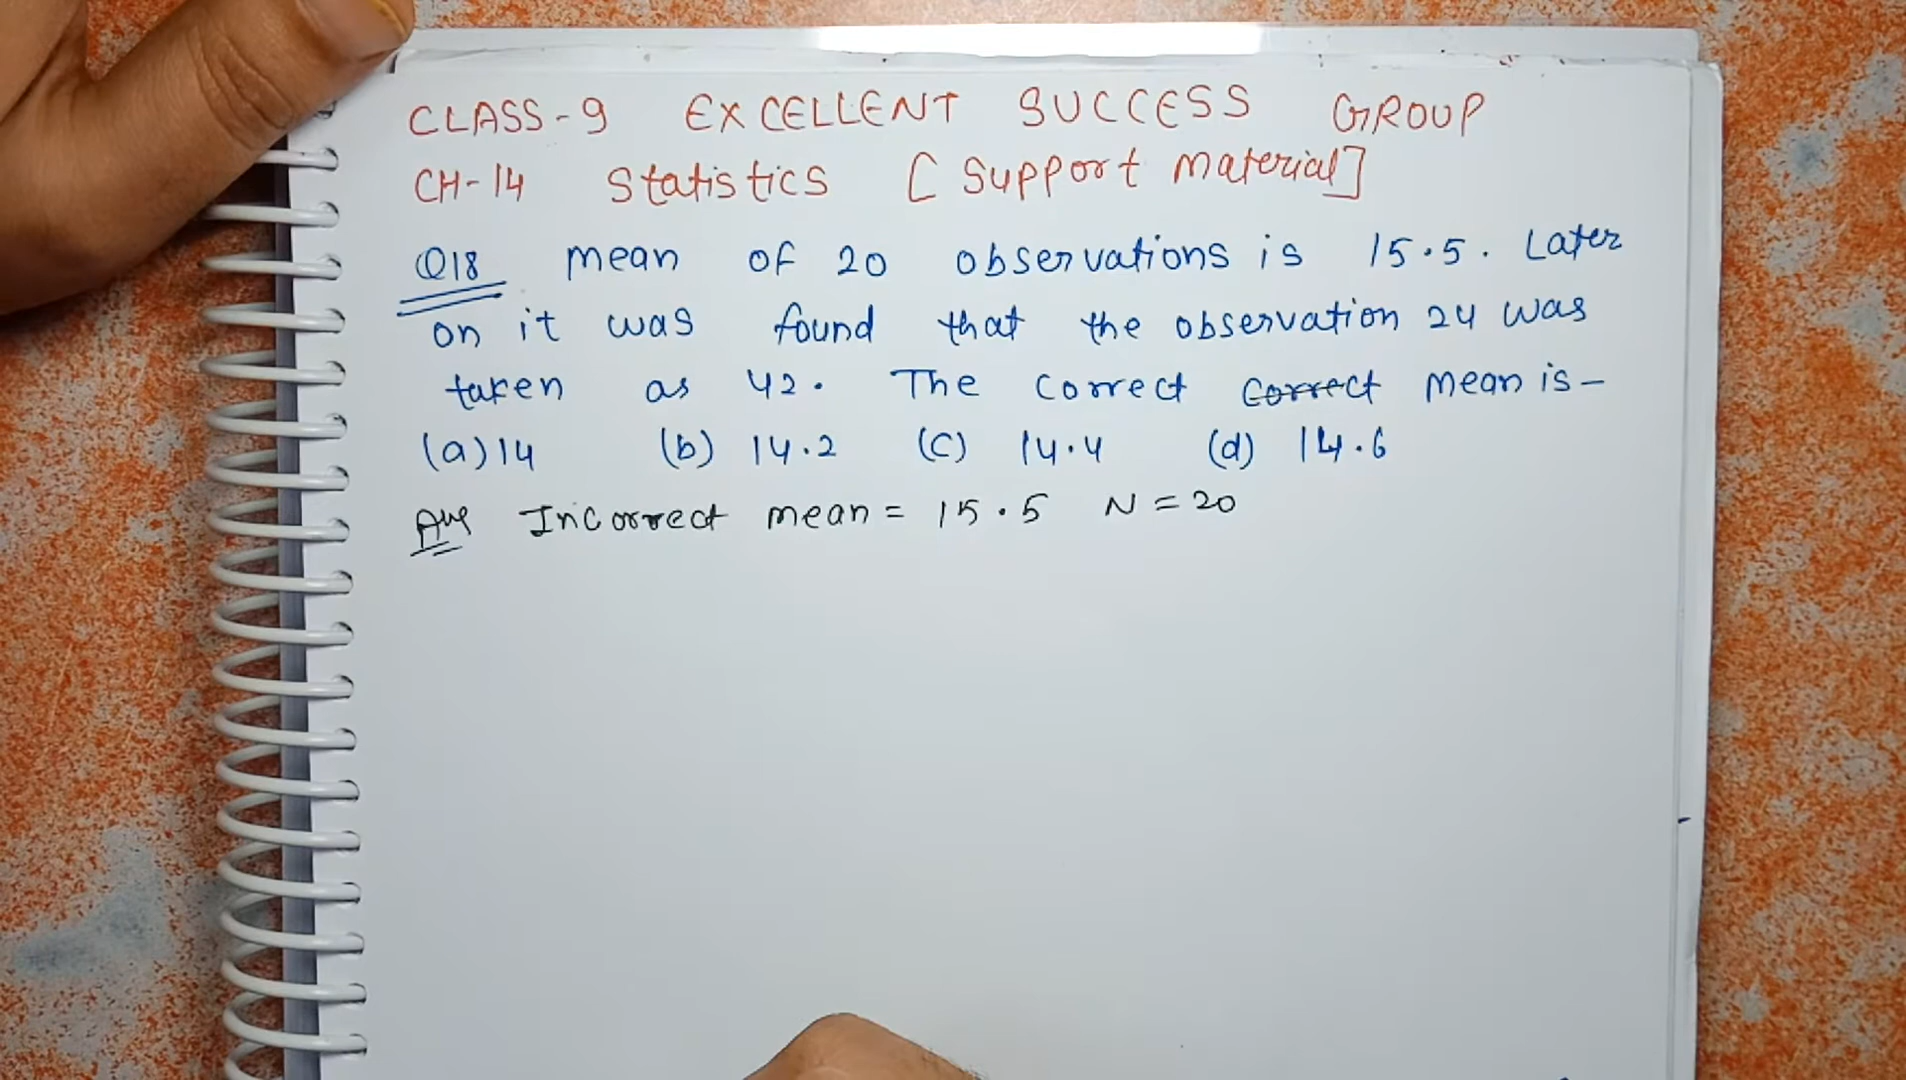 CLASS-9 EXCELLENT SUCCESS GROUP
CH-14 Statistics [Support Material]
Q18 Mean of 20 observations is 15.5. Later
on it was found that the observation 24 was
taken as 42. The correct correct mean is-
(a) 14 (b) 14.2 (c) 14.4 (d) 14.6
Ans Incorrect mean = 15.5 N = 20